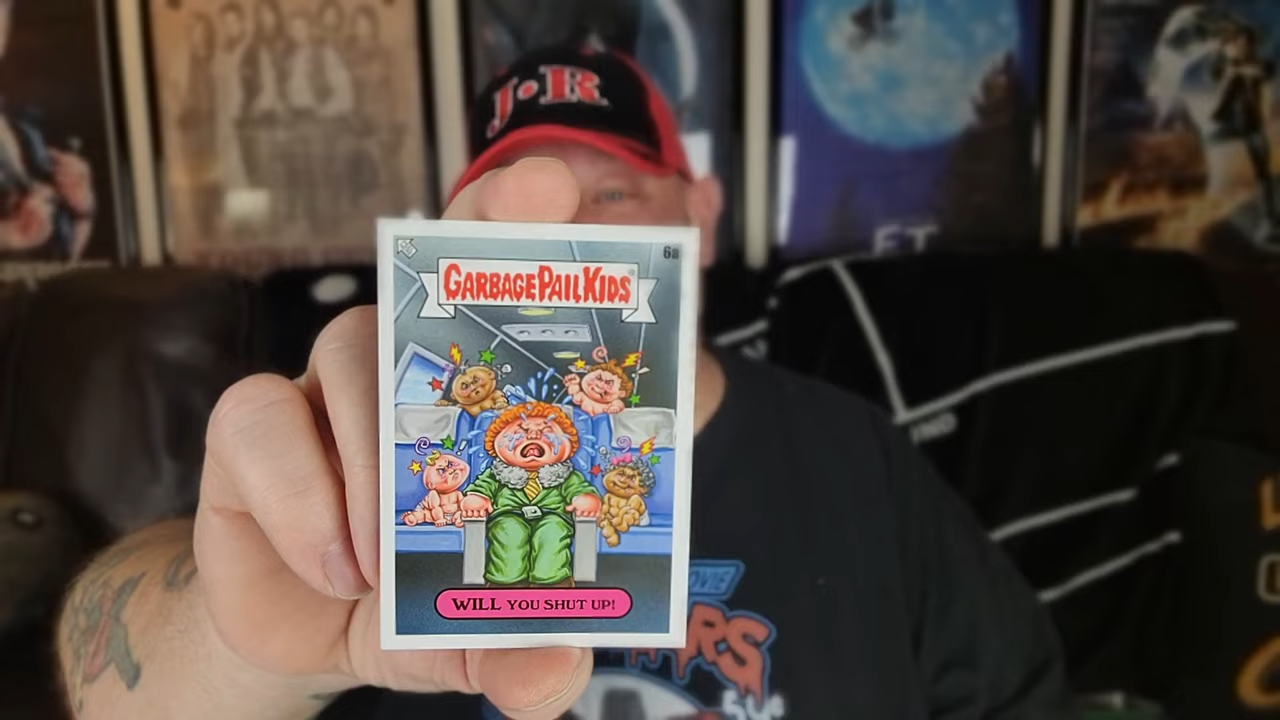 J•R
E.T.
6a
GARBAGE PAIL KIDS
WILL YOU SHUT UP!